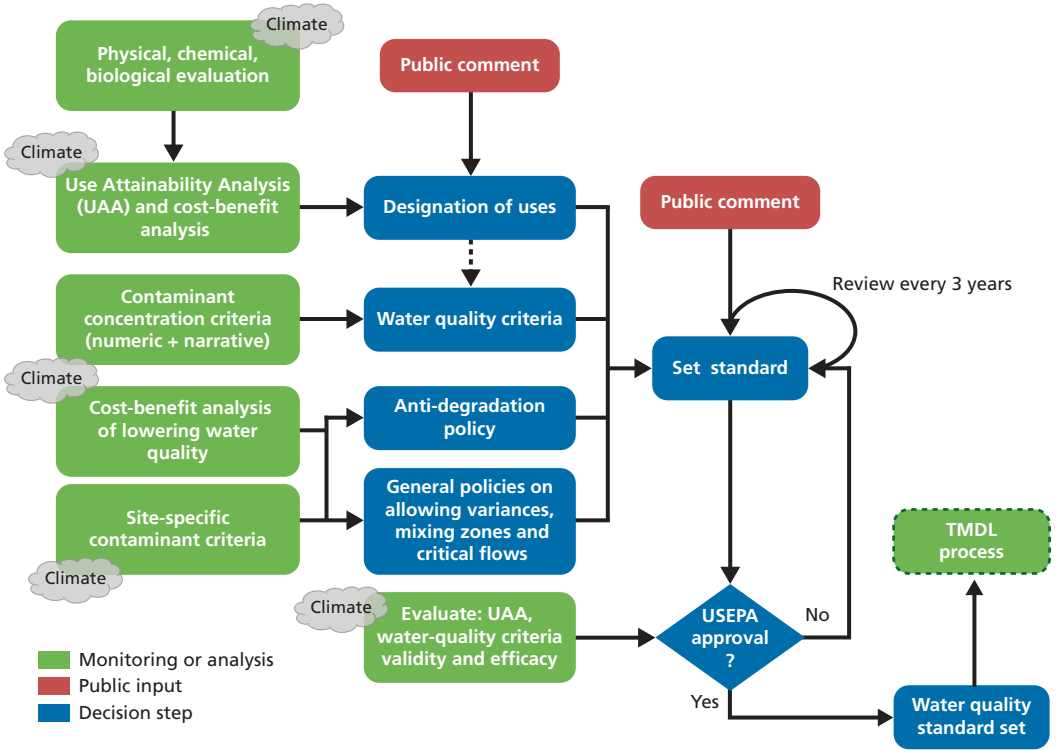 Climate
Physical, chemical,
biological evaluation
Public comment
Climate
Use Attainability Analysis
(UAA) and cost-benefit
analysis
Designation of uses
Public comment
Contaminant
concentration criteria
(numeric + narrative)
Water quality criteria
Review every 3 years
Set standard
Climate
Cost-benefit analysis
of lowering water
quality
Anti-degradation
policy
Site-specific
contaminant criteria
Climate
General policies on
allowing variances,
mixing zones and
critical flows
TMDL
process
Climate
Evaluate: UAA,
water-quality criteria
validity and efficacy
USEPA
approval
?
No
Yes
Water quality
standard set
Monitoring or analysis
Public input
Decision step